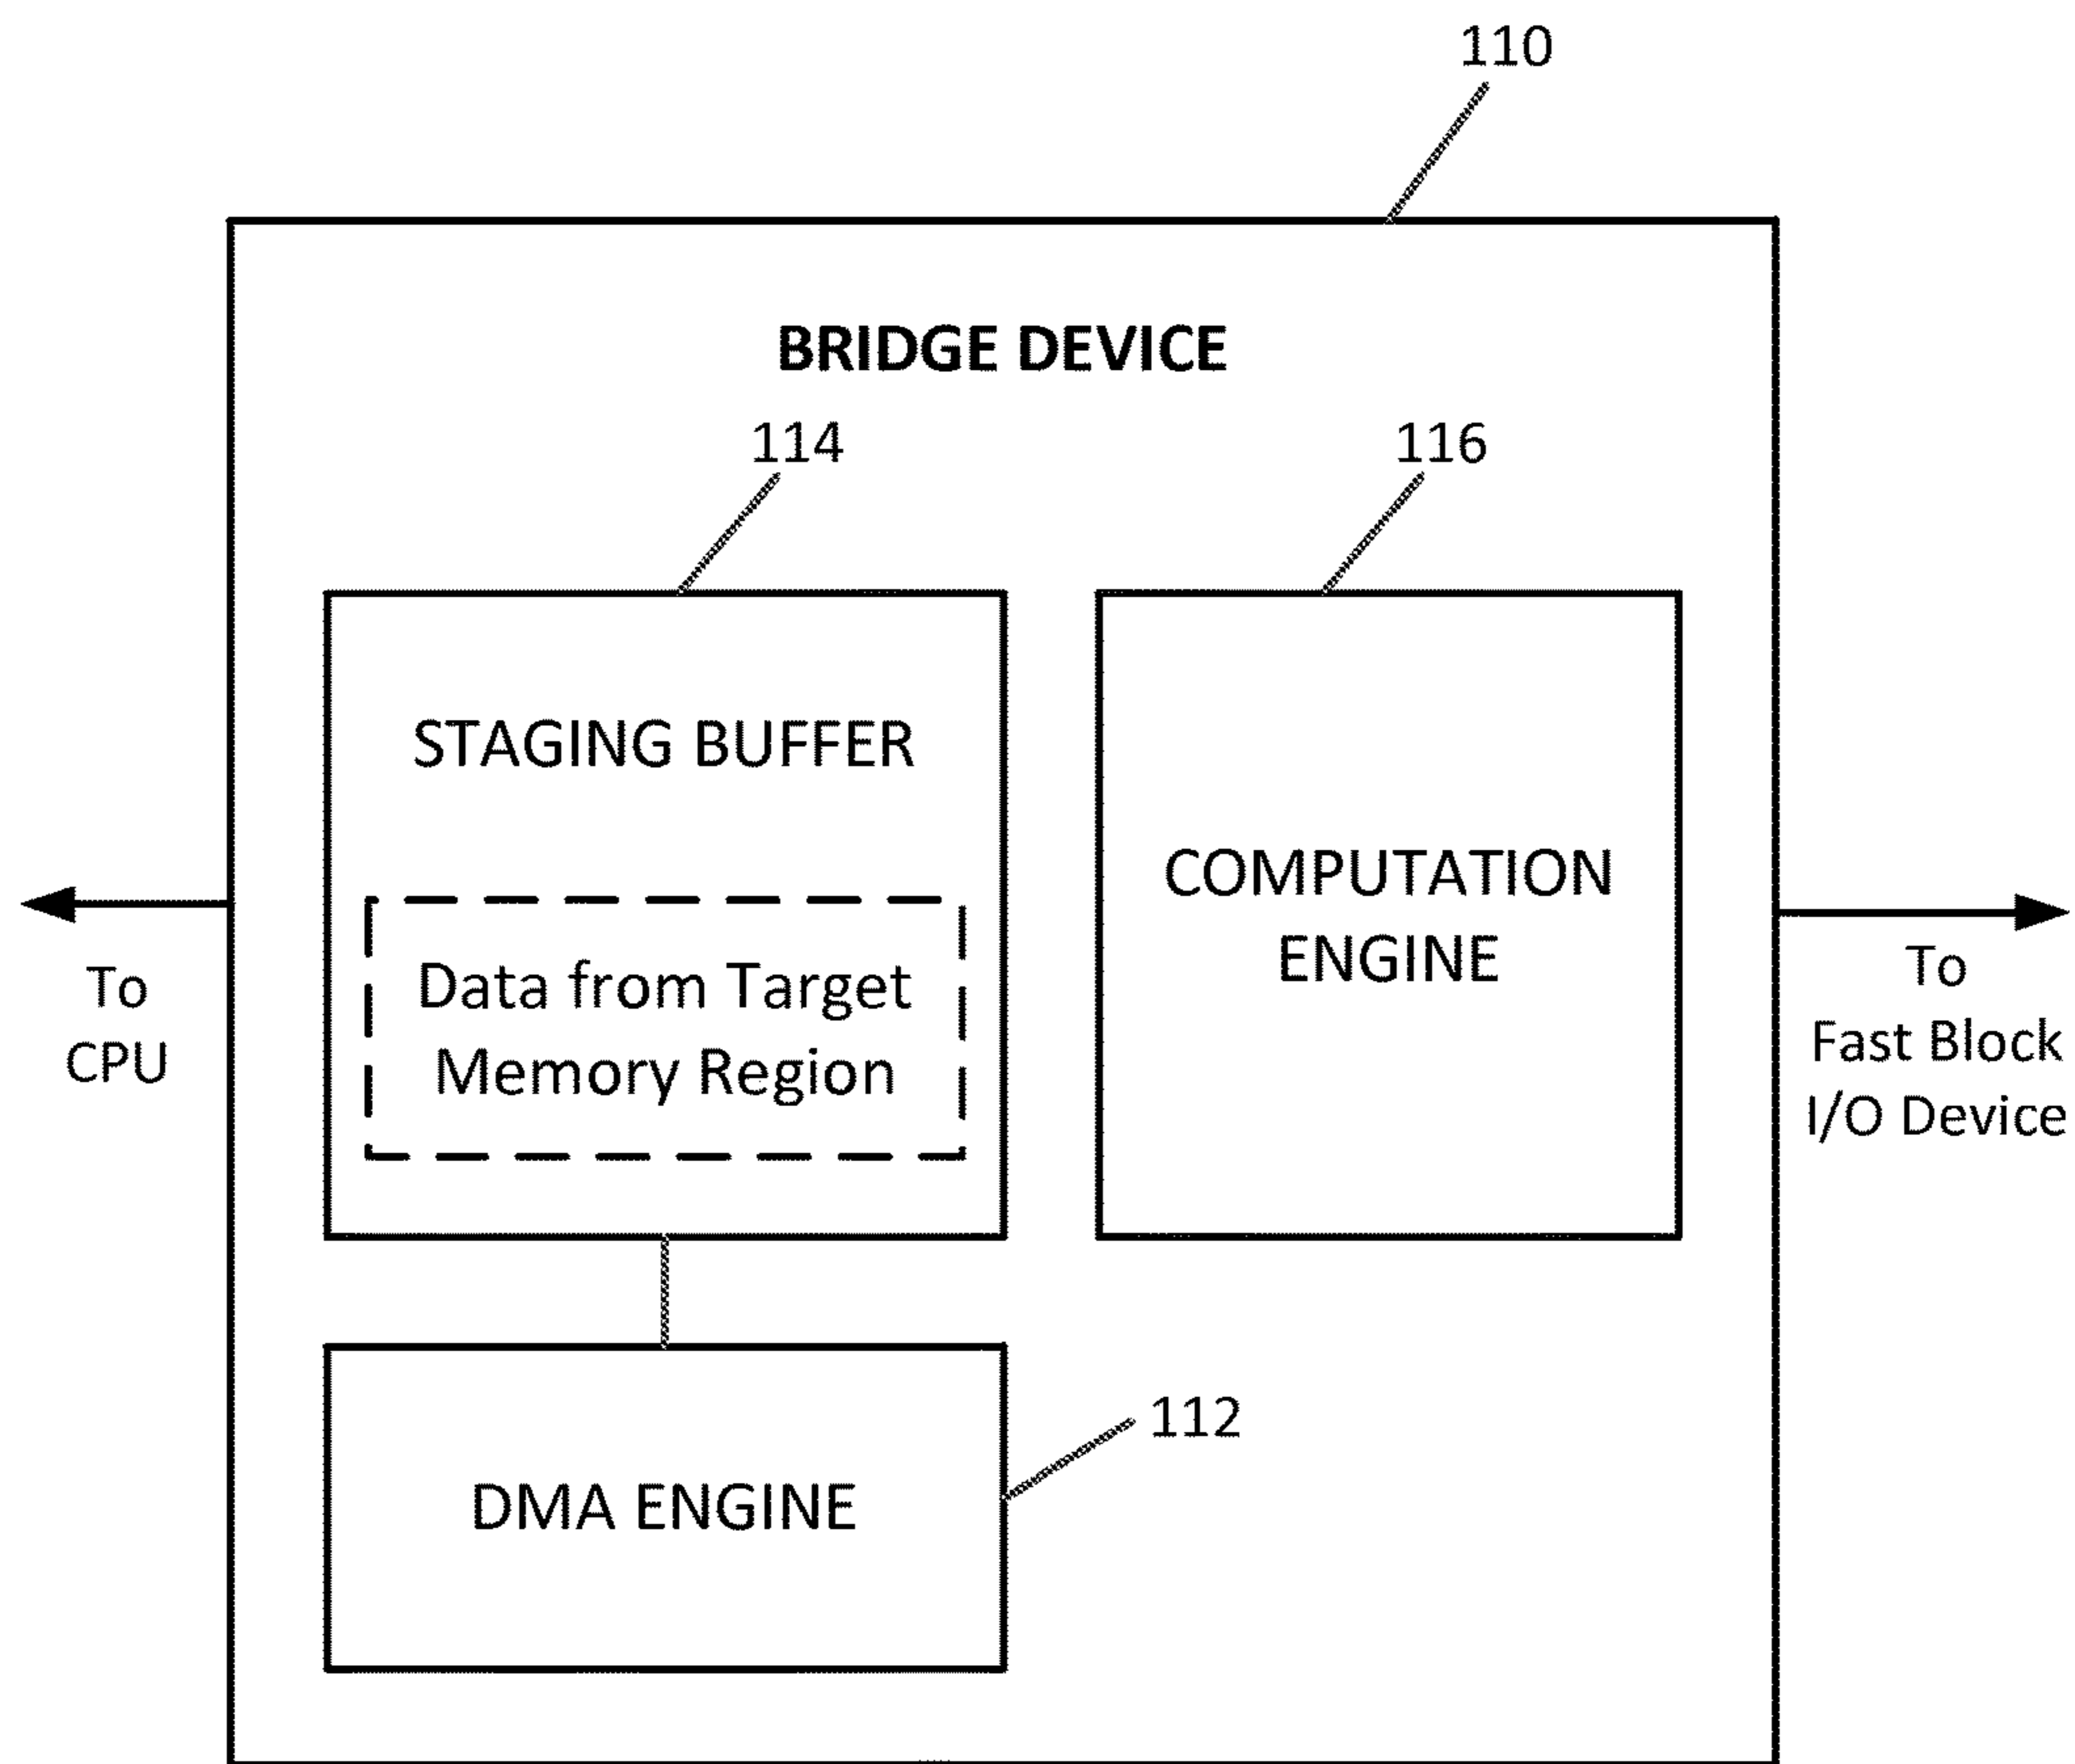 110
BRIDGE DEVICE
114
116
STAGING BUFFER
Data from Target
Memory Region
COMPUTATION
ENGINE
To
CPU
To
Fast Block
I/O Device
112
DMA ENGINE